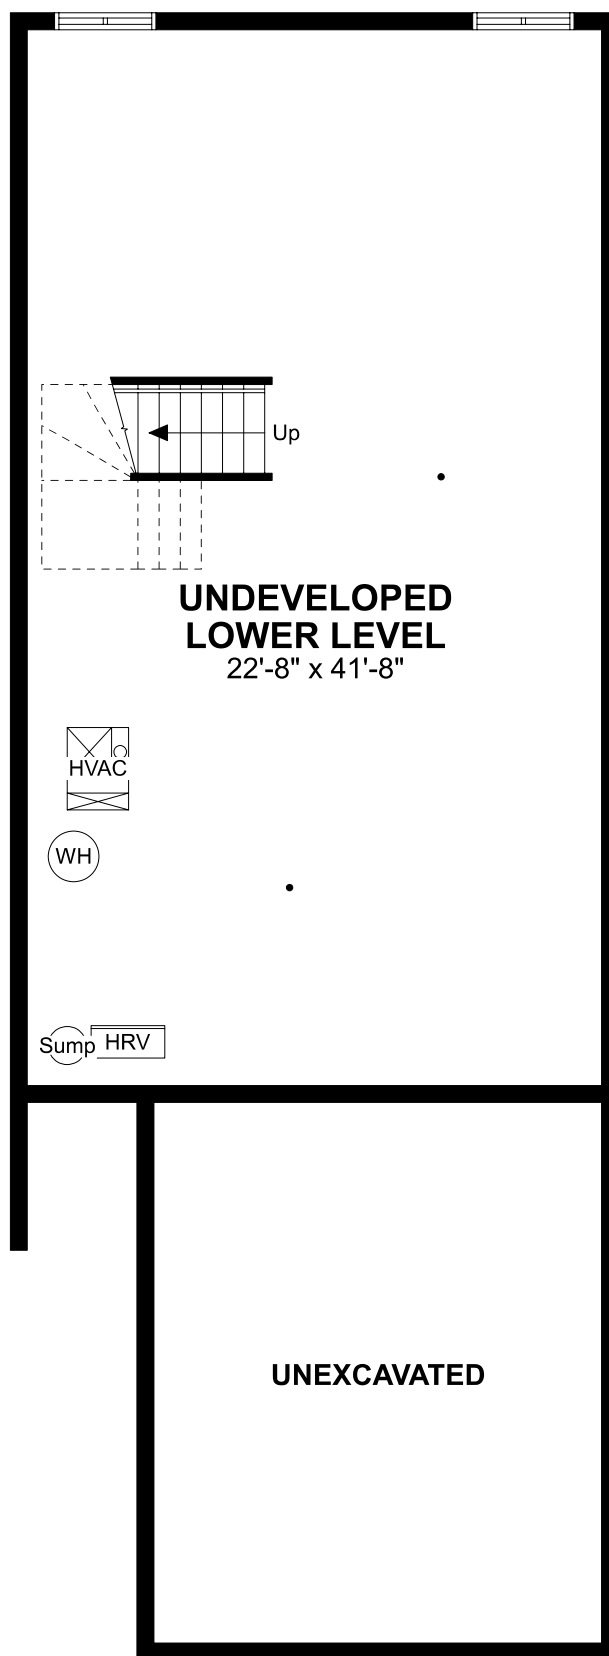 Up
UNDEVELOPED
LOWER LEVEL
22'-8" x 41'-8"
HVAC
WH
Sump HRV
UNEXCAVATED